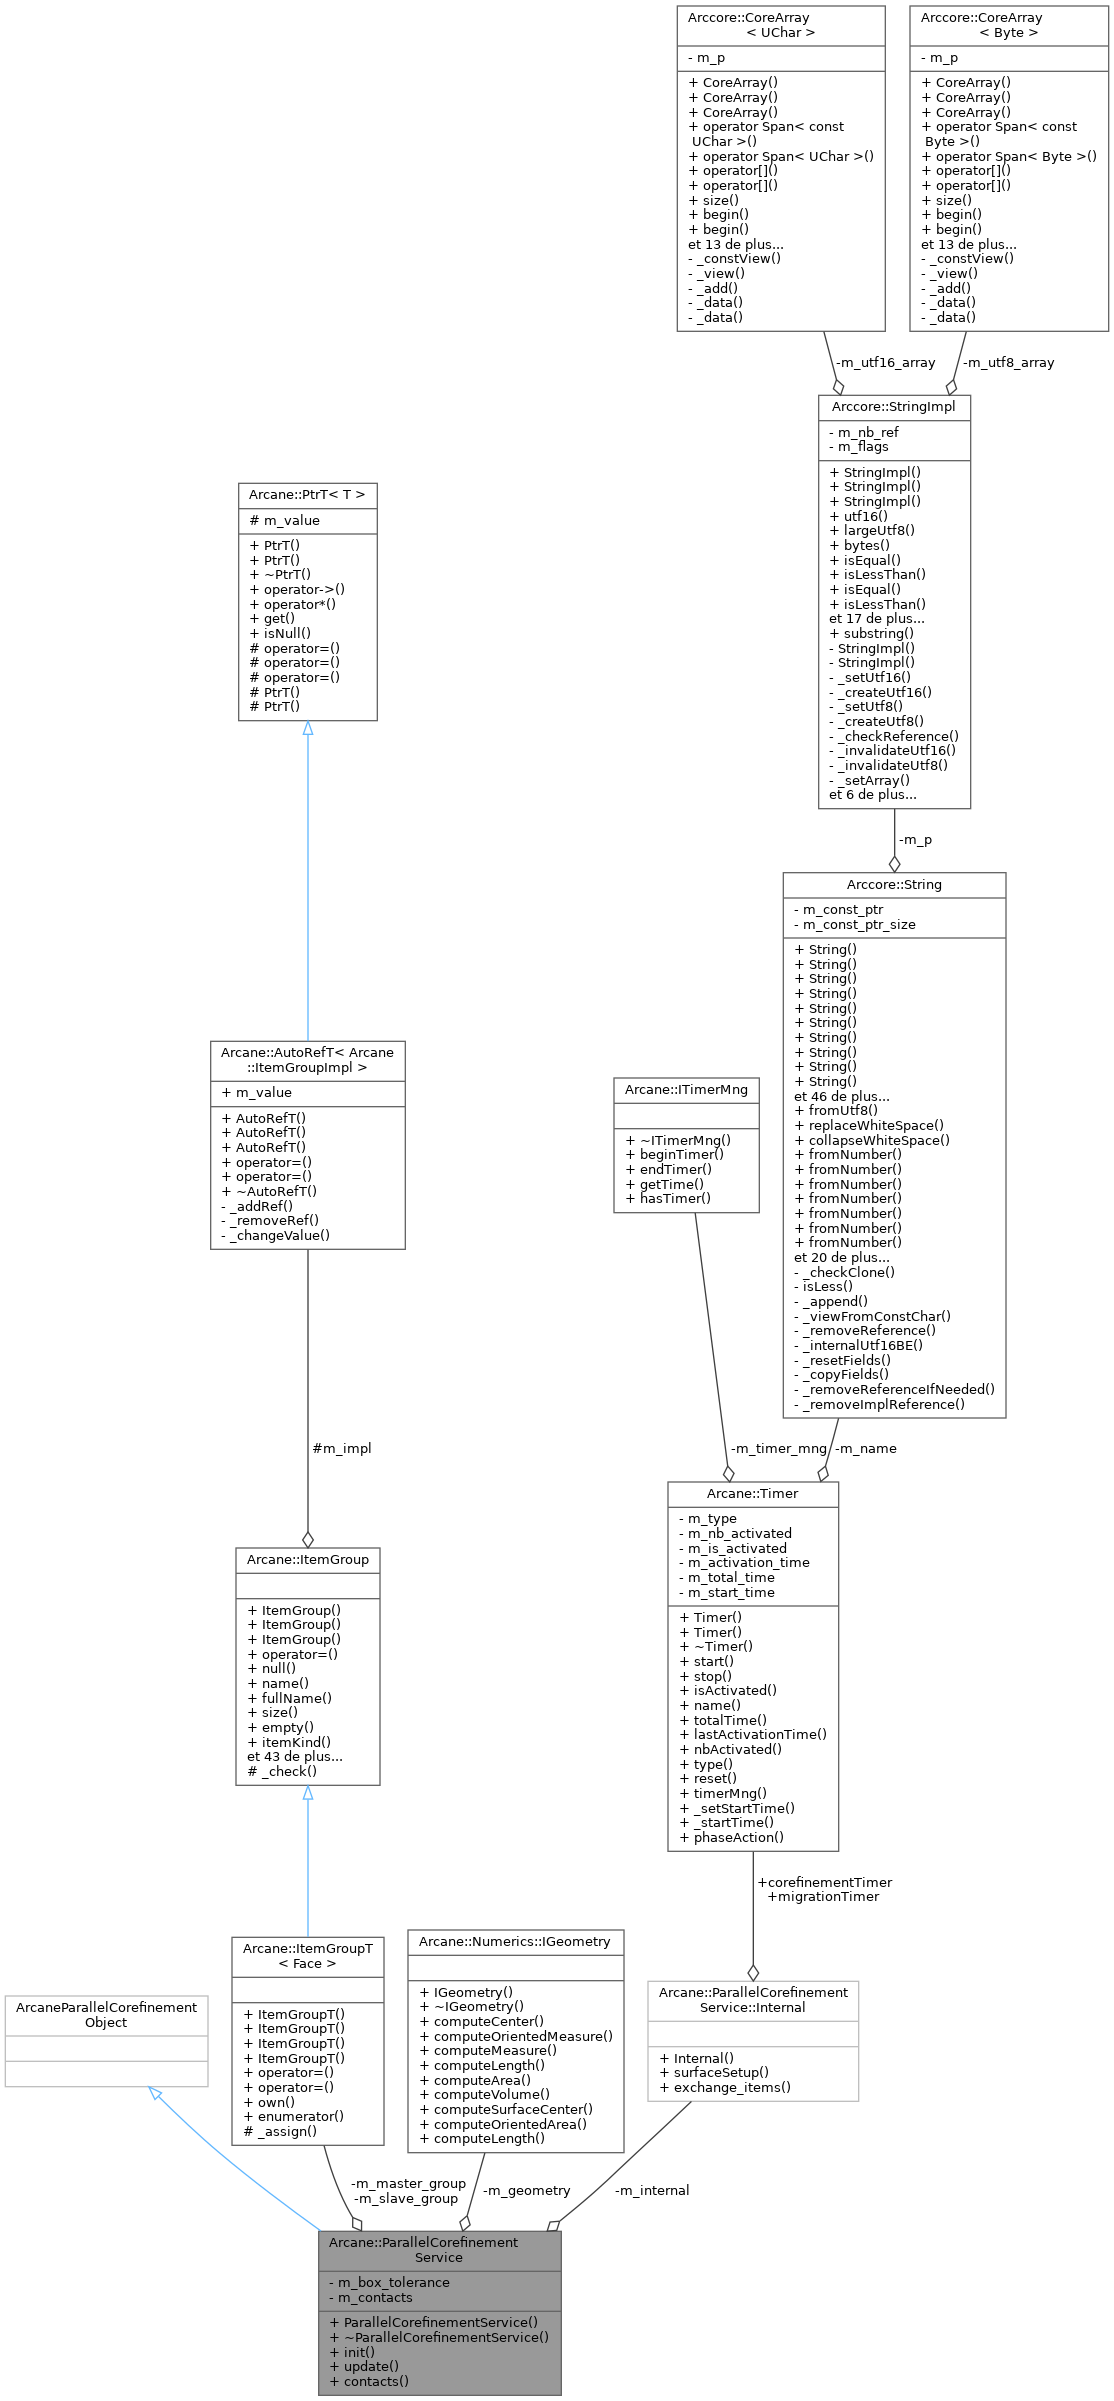 Arccore::CoreArray
< UChar >
- m_p
+ CoreArray()
+ CoreArray()
+ CoreArray()
+ operator Span< const
UChar >()
+ operator Span< UChar >()
+ operator[]()
+ operator[]()
+ size()
+ begin()
+ begin()
et 13 de plus...
- _constView()
- _view()
- _add()
- _data()
- _data()
Arccore::CoreArray
< Byte >
- m_p
+ CoreArray()
+ CoreArray()
+ CoreArray()
+ operator Span< const
Byte >()
+ operator Span< Byte >()
+ operator[]()
+ operator[]()
+ size()
+ begin()
+ begin()
et 13 de plus...
- _constView()
- _view()
- _add()
- _data()
- _data()
-m_utf16_array
-m_utf8_array
Arccore::StringImpl
- m_nb_ref
- m_flags
+ StringImpl()
+ StringImpl()
+ StringImpl()
+ utf16()
+ largeUtf8()
+ bytes()
+ isEqual()
+ isLessThan()
+ isEqual()
+ isLessThan()
et 17 de plus...
+ substring()
- StringImpl()
- StringImpl()
- _setUtf16()
- _createUtf16()
- _setUtf8()
- _createUtf8()
- _checkReference()
- _invalidateUtf16()
- _invalidateUtf8()
- _setArray()
et 6 de plus...
Arcane::PtrT< T >
# m_value
+ PtrT()
+ PtrT()
+ ~PtrT()
+ operator->()
+ operator*()
+ get()
+ isNull()
# operator=()
# operator=()
# operator=()
# PtrT()
# PtrT()
-m_p
Arccore::String
- m_const_ptr
- m_const_ptr_size
+ String()
+ String()
+ String()
+ String()
+ String()
+ String()
+ String()
+ String()
+ String()
+ String()
et 46 de plus...
+ fromUtf8()
+ replaceWhiteSpace()
+ collapseWhiteSpace()
+ fromNumber()
+ fromNumber()
+ fromNumber()
+ fromNumber()
+ fromNumber()
+ fromNumber()
+ fromNumber()
et 20 de plus...
- _checkClone()
- isLess()
- _append()
- _viewFromConstChar()
- _removeReference()
- _internalUtf16BE()
- _resetFields()
- _copyFields()
- _removeReferenceIfNeeded()
- _removeImplReference()
Arcane::AutoRefT< Arcane
::ItemGroupImpl >
+ m_value
+ AutoRefT()
+ AutoRefT()
+ AutoRefT()
+ operator=()
+ operator=()
+ ~AutoRefT()
- _addRef()
- _removeRef()
- _changeValue()
Arcane::ITimerMng
+ ~ITimerMng()
+ beginTimer()
+ endTimer()
+ getTime()
+ hasTimer()
#m_impl
-m_timer_mng
-m_name
Arcane::Timer
- m_type
- m_nb_activated
- m_is_activated
- m_activation_time
- m_total_time
- m_start_time
+ Timer()
+ Timer()
+ ~Timer()
+ start()
+ stop()
+ isActivated()
+ name()
+ totalTime()
+ lastActivationTime()
+ nbActivated()
+ type()
+ reset()
+ timerMng()
+ _setStartTime()
+ _startTime()
+ phaseAction()
Arcane::ItemGroup
+ ItemGroup()
+ ItemGroup()
+ ItemGroup()
+ operator=()
+ null()
+ name()
+ fullName()
+ size()
+ empty()
+ itemKind()
et 43 de plus...
# _check()
+corefinementTimer
+migrationTimer
ArcaneParallelCorefinement
Object
Arcane::ItemGroupT
< Face >
+ ItemGroupT()
+ ItemGroupT()
+ ItemGroupT()
+ ItemGroupT()
+ operator=()
+ operator=()
+ own()
+ enumerator()
# _assign()
Arcane::Numerics::IGeometry
+ IGeometry()
+ ~IGeometry()
+ computeCenter()
+ computeOrientedMeasure()
+ computeMeasure()
+ computeLength()
+ computeArea()
+ computeVolume()
+ computeSurfaceCenter()
+ computeOrientedArea()
+ computeLength()
Arcane::ParallelCorefinement
Service::Internal
+ Internal()
+ surfaceSetup()
+ exchange_items()
-m_master_group
-m_slave_group
-m_geometry
-m_internal
Arcane::ParallelCorefinement
Service
- m_box_tolerance
- m_contacts
+ ParallelCorefinementService()
+ ~ParallelCorefinementService()
+ init()
+ update()
+ contacts()